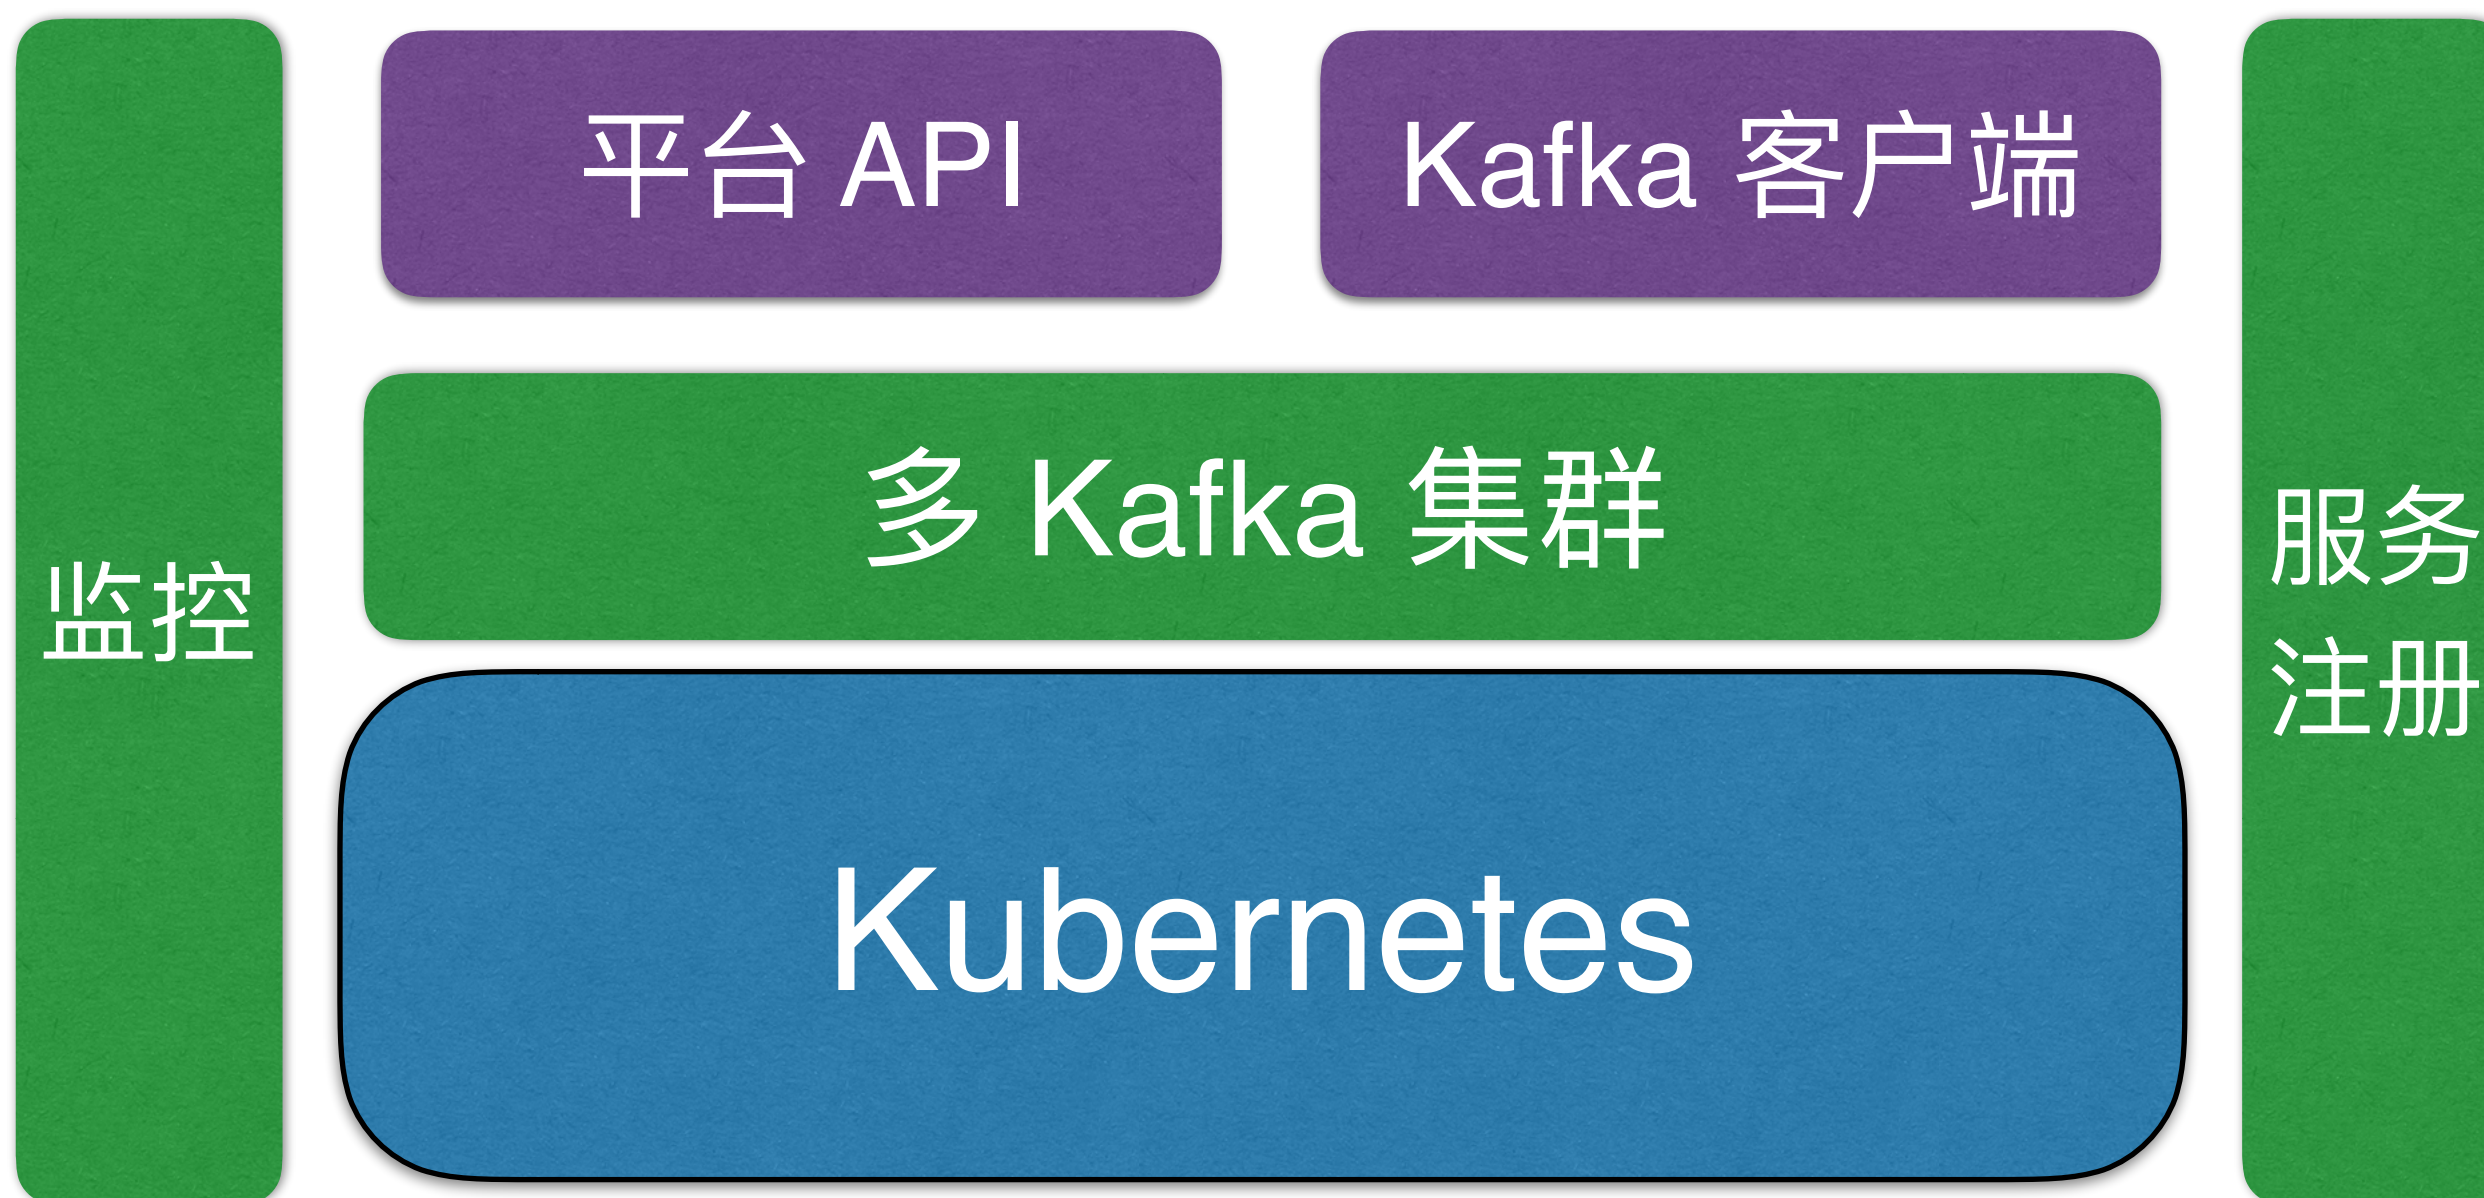 平台 API
Kafka 客户端
多 Kafka 集群
监控
服务
注册
Kubernetes